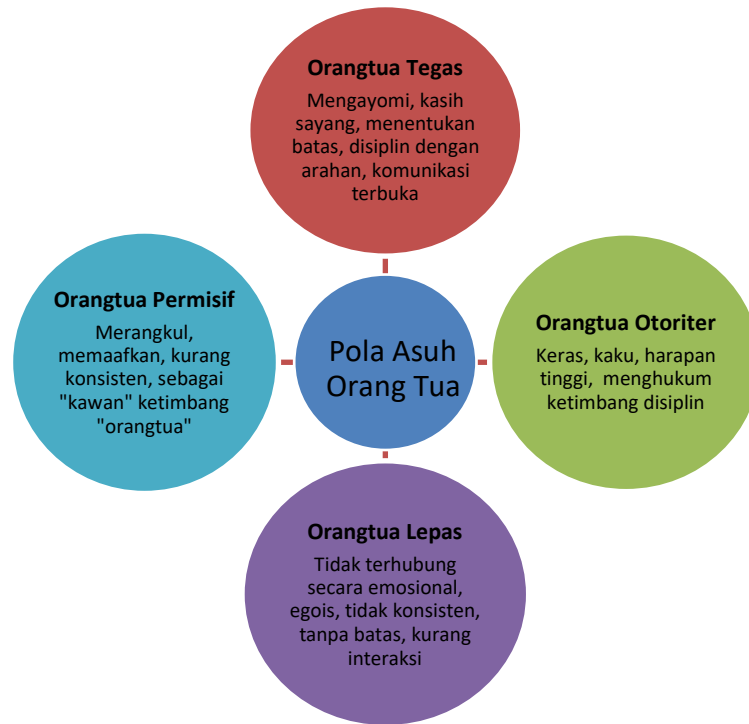 Orangtua Tegas
Mengayomi, kasih
sayang, menentukan
batas, disiplin dengan
arahan, komunikasi
terbuka
Orangtua Permisif
Merangkul,
memaafkan, kurang
konsisten, sebagai
"kawan" ketimbang
"orangtua"
Pola Asuh
Orang Tua
Orangtua Otoriter
Keras, kaku, harapan
tinggi, menghukum
ketimbang disiplin
Orangtua Lepas
Tidak terhubung
secara emosional,
egois, tidak konsisten,
tanpa batas, kurang
interaksi